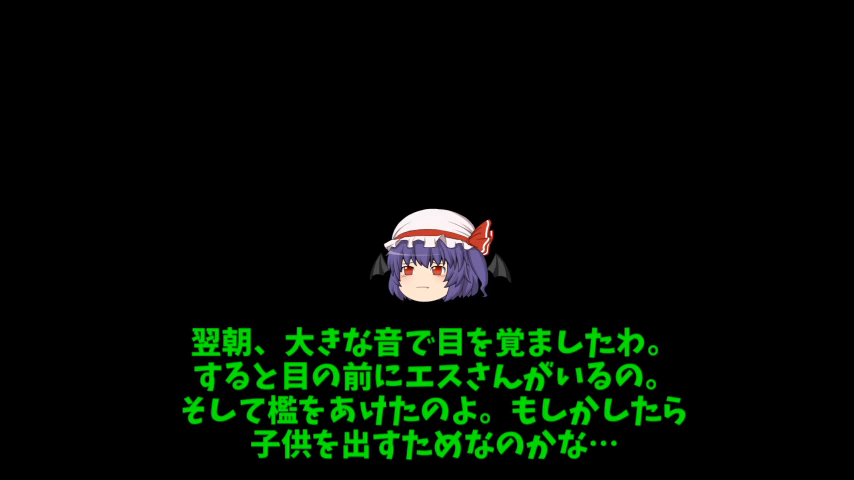 翌朝、大きな音で目を覚ましたわ。
すると目の前にエスさんがいるの。
そして檻をあけたのよ。もしかしたら
子供を出すためなのかな…